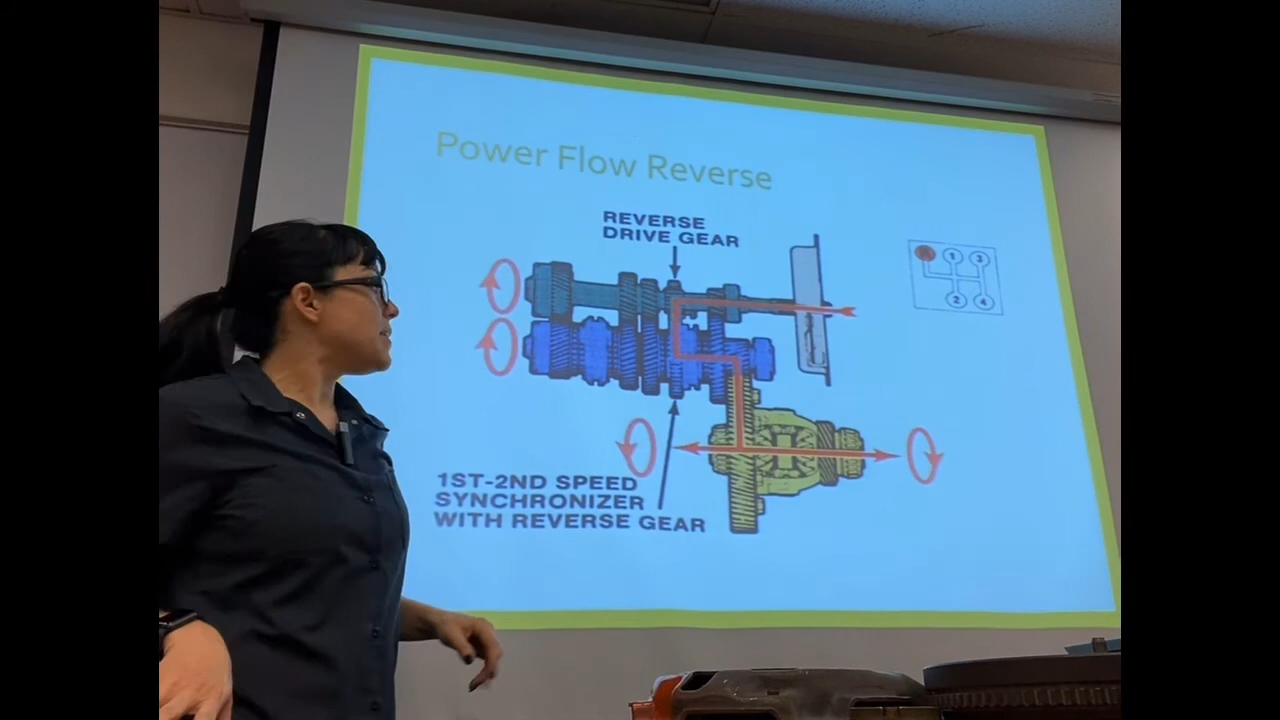 Power Flow Reverse
REVERSE
DRIVE GEAR
R 1 3
2 4
1ST-2ND SPEED
SYNCHRONIZER
WITH REVERSE GEAR